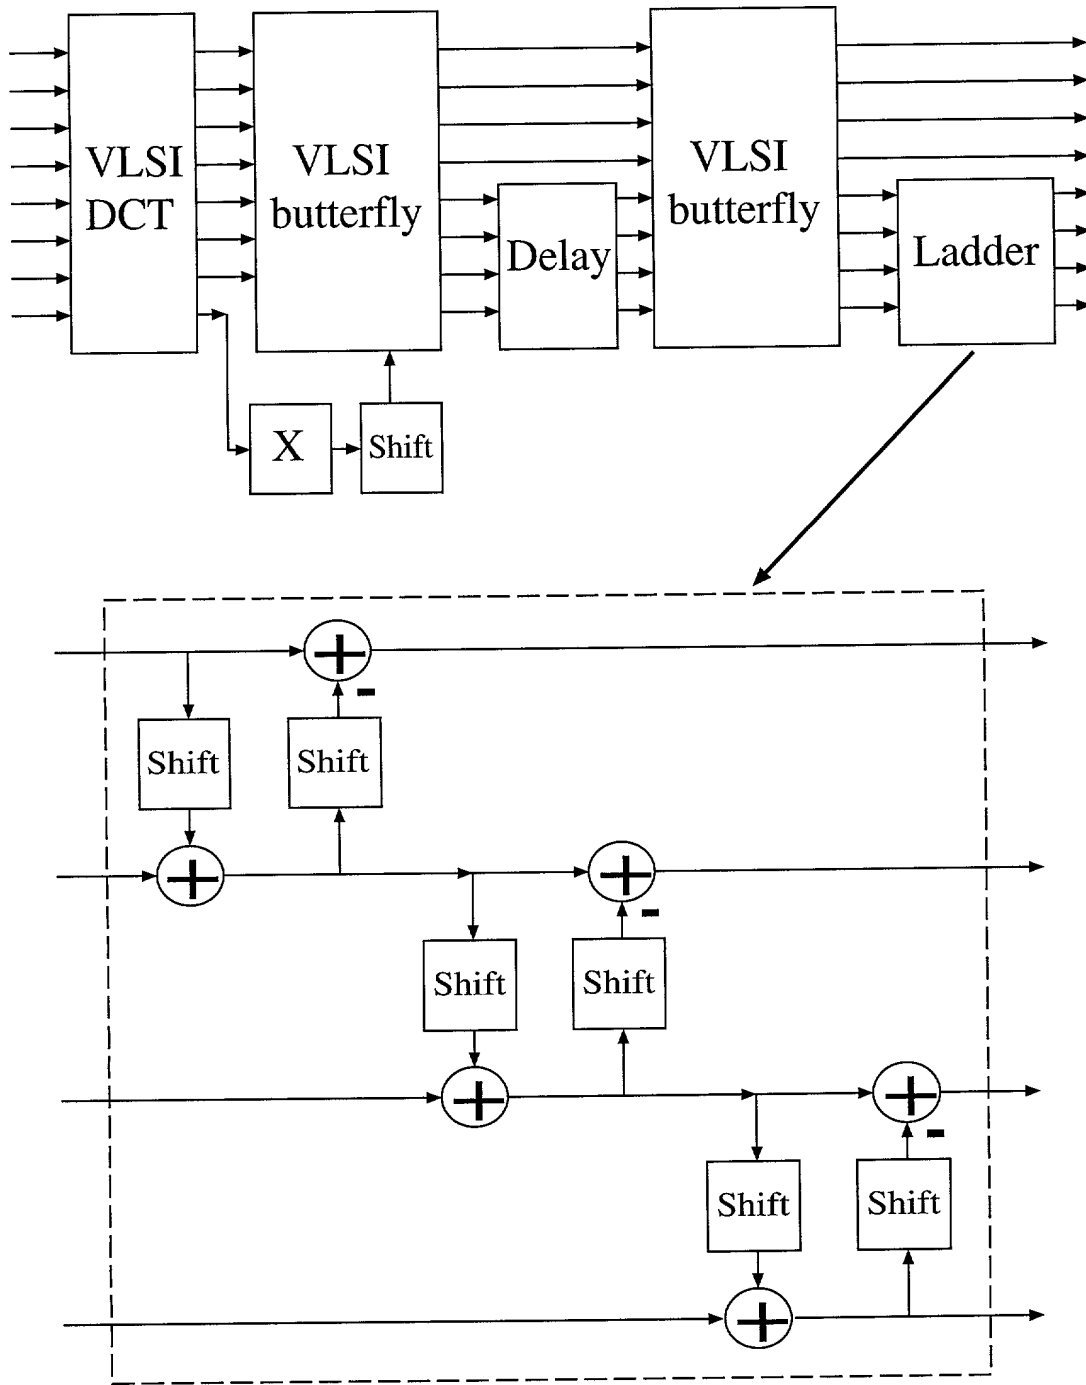 VLSI
DCT
VLSI
butterfly
Delay
VLSI
butterfly
Ladder
X
Shift
+
-
Shift
Shift
+
+
-
Shift
Shift
+
+
-
Shift
Shift
+